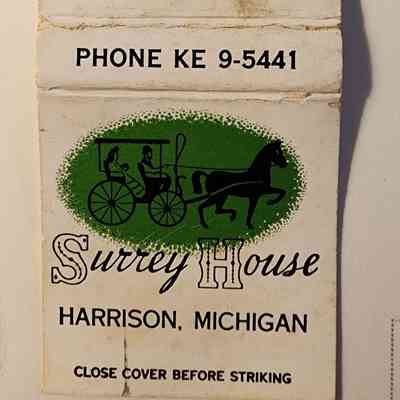 PHONE KE 9-5441
Surrey House
HARRISON, MICHIGAN
CLOSE COVER BEFORE STRIKING